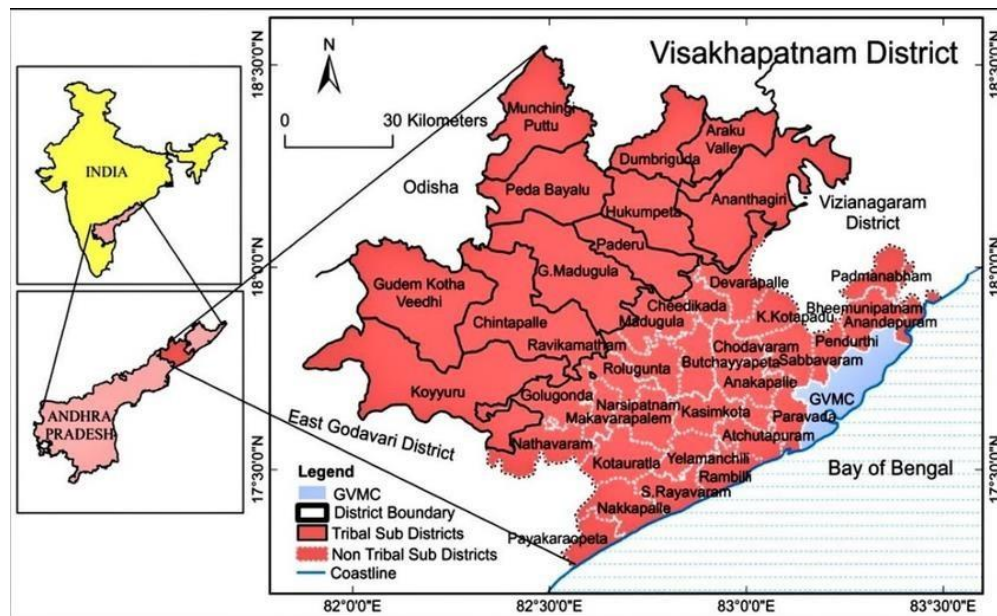 Visakhapatnam District
N
0 30 Kilometers
18°30'0"N
18°0'0"N
17°30'0"N
18°30'0"N
18°0'0"N
17°30'0"N
INDIA
ANDHRA
PRADESH
Odisha
Vizianagaram
District
East Godavari District
Bay of Bengal
Munchingi
Puttu
Araku
Valley
Dumbriguda
Peda Bayalu
Hukumpeta
Ananthagiri
Paderu
G.Madugula
Gudem Kotha
Veedhi
Chintapalle
Koyyuru
Devarapalle
Padmanabham
Cheedikada
Madugula
K.Kotapadu
Bheemunipatnam
Anandapuram
Ravikamatham
Chodavaram
Pendurthi
Rolugunta
Butchayyapeta
Sabbavaram
Golugonda
Anakapalle
GVMC
Narsipatnam
Makavarapalem
Kasimkota
Paravada
Nathavaram
Atchutapuram
Kotauratla
Yelamanchili
Rambilli
S.Rayavaram
Nakkapalle
Payakaraopeta
Legend
GVMC
District Boundary
Tribal Sub Districts
Non Tribal Sub Districts
Coastline
82°0'0"E
82°30'0"E
83°0'0"E
83°30'0"E